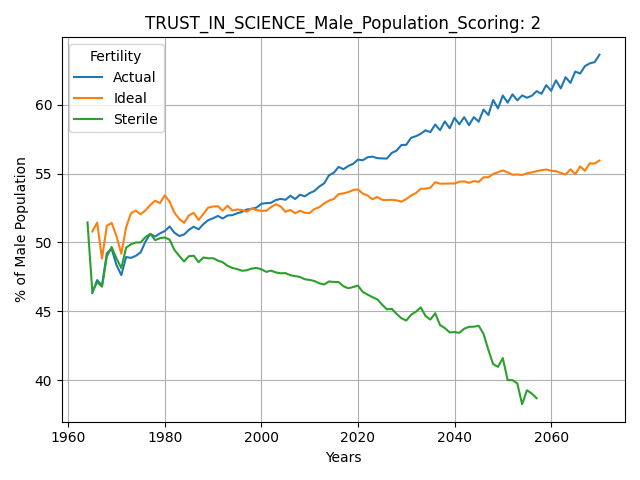 TRUST_IN_SCIENCE_Male_Population_Scoring: 2
Fertility
Actual
Ideal
Sterile
% of Male Population
60
55
50
45
40
1960
1980
2000
2020
2040
2060
Years